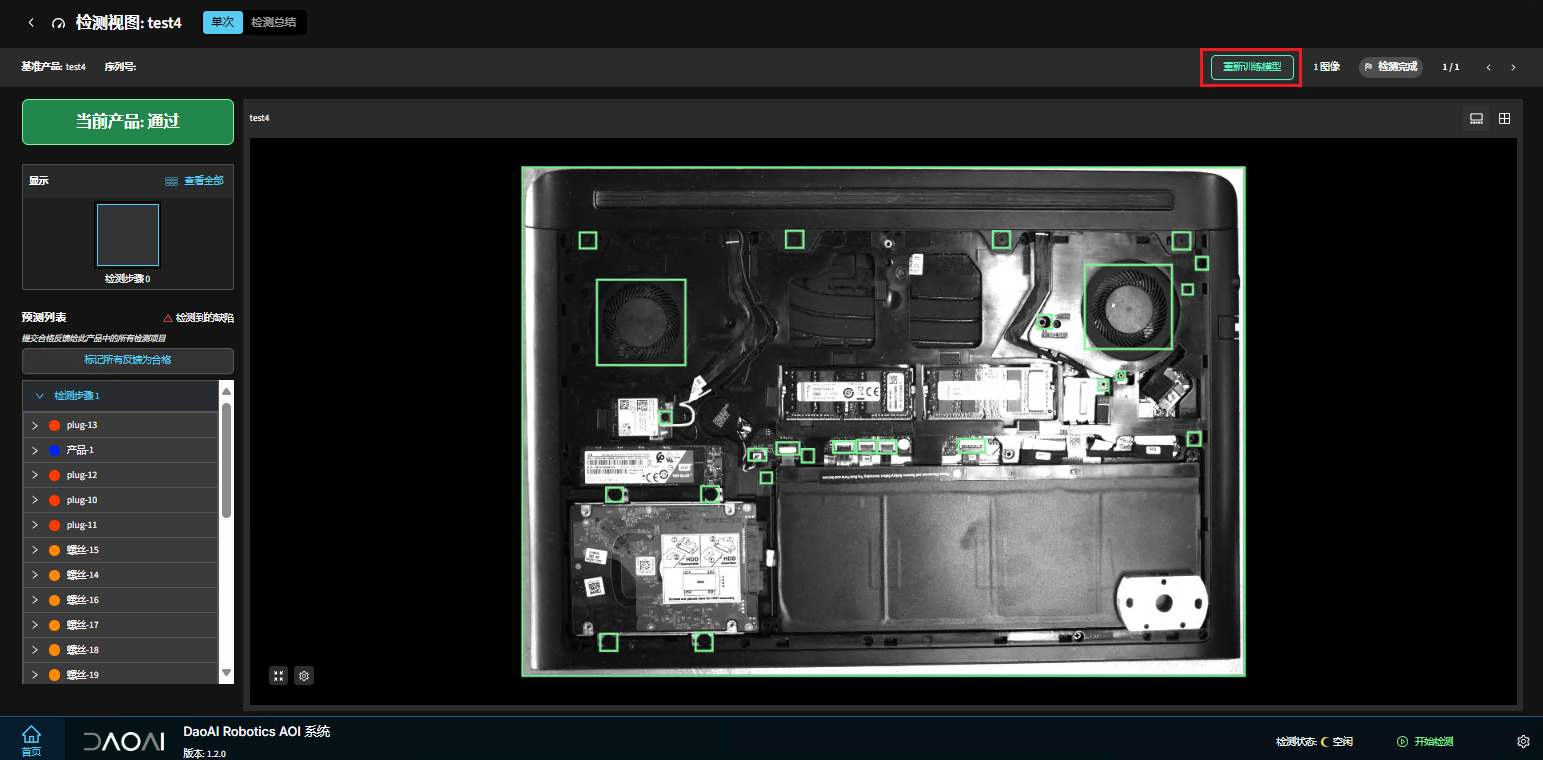 检测视图: test4
单次
检测总结
基准产品: test4
序列号:
重新训练模型
1 图像
检测完成
1 / 1
当前产品: 通过
test4
显示
查看全部
检测步骤 0
预测列表
检测到的缺陷
提交合格反馈给此产品中的所有检测项目
标记所有反馈为合格
检测步骤 1
plug-13
产品-1
plug-12
plug-10
plug-11
螺丝-15
螺丝-14
螺丝-16
螺丝-17
螺丝-18
螺丝-19
HDD
HDD
首页
DAOAI
DaoAI Robotics AOI 系统
版本: 1.2.0
检测状态:
空闲
开始检测